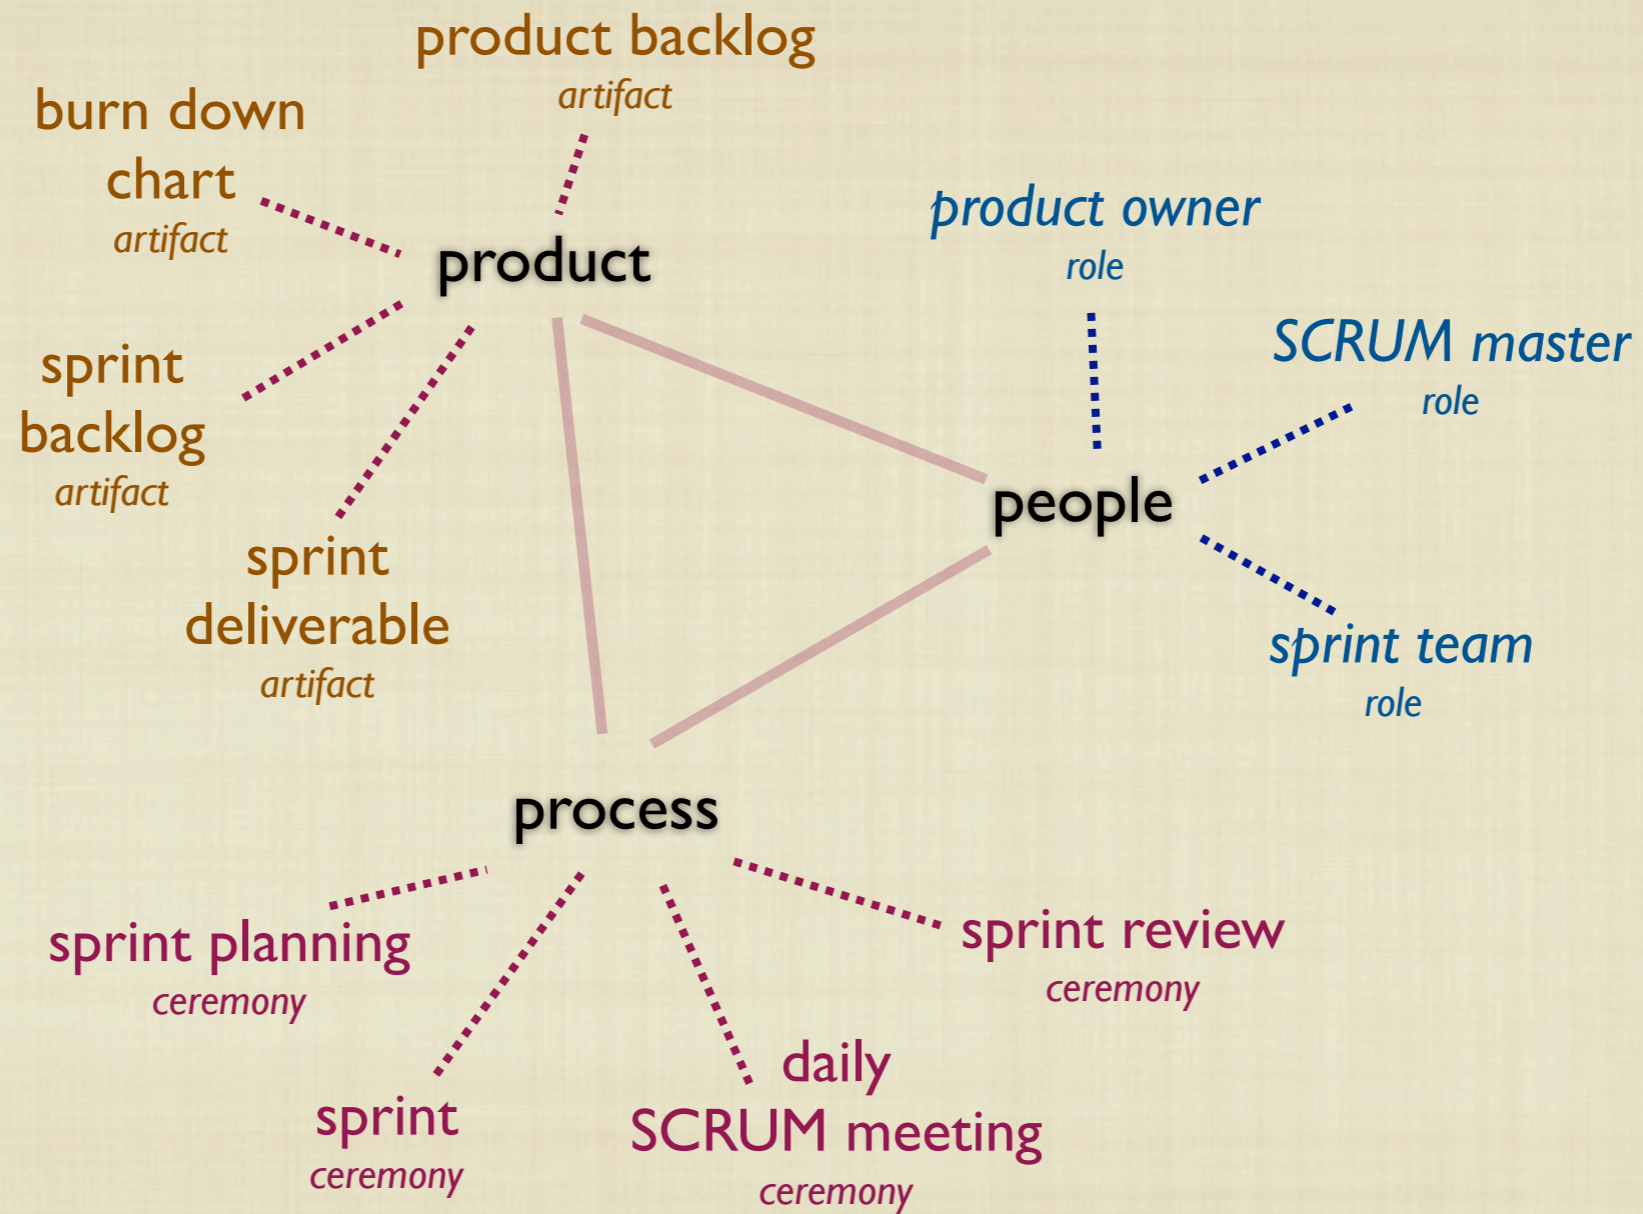 product backlog
artifact
burn down
chart
artifact
product
sprint
backlog
artifact
sprint
deliverable
artifact
product owner
role
SCRUM master
role
people
sprint team
role
process
sprint planning
ceremony
sprint
ceremony
daily
SCRUM meeting
ceremony
sprint review
ceremony